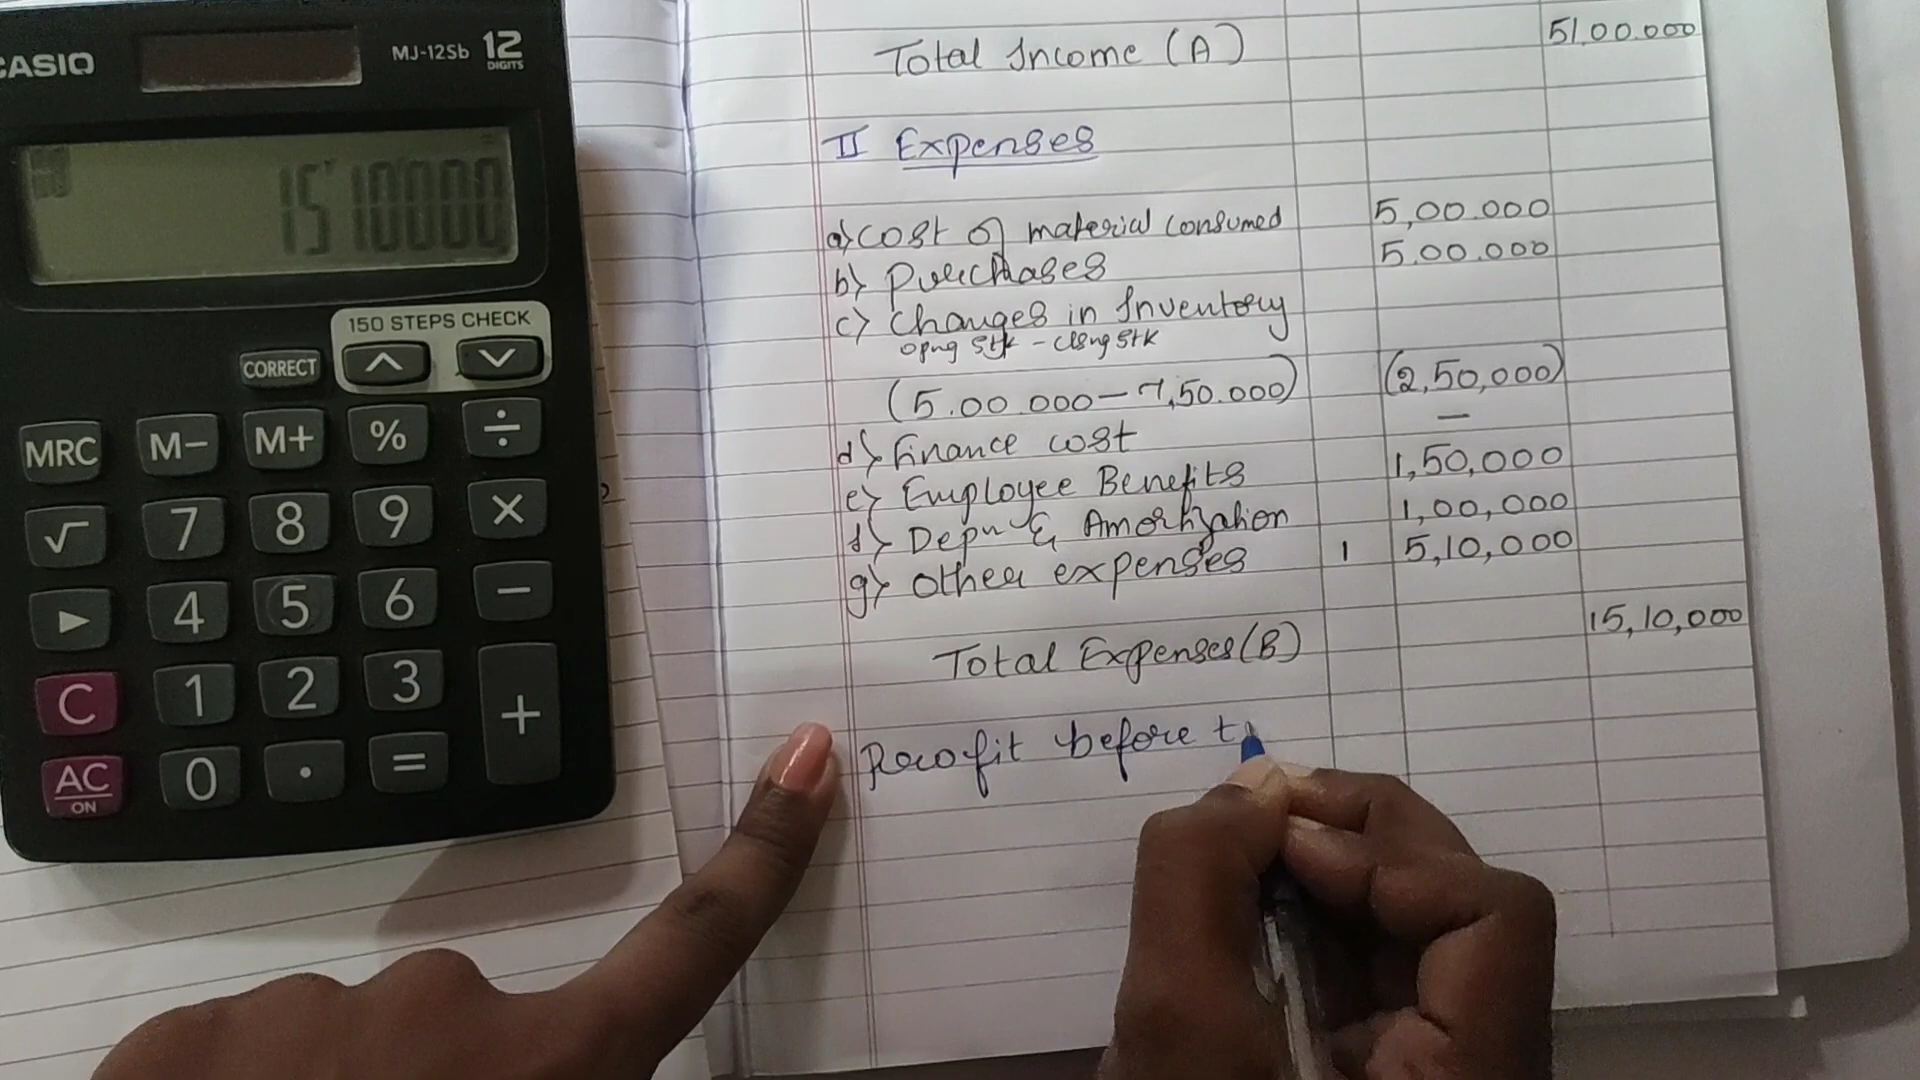 CASIO
MJ-12Sb 12 DIGITS
1510000
150 STEPS CHECK
CORRECT
MRC M- M+ % ÷
√ 7 8 9 ×
► 4 5 6 −
C 1 2 3 +
AC ON 0 . =
Total Income (A) 51,00.000
II Expenses
a) Cost of material consumed 5,00.000
b) Purchases 5.00.000
c) Changes in Inventory
opng stk - clsng stk
(5.00.000 - 7,50.000) (2,50,000)
d) Finance cost —
e) Employee Benefits 1,50,000
f) Depn & Amortization 1,00,000
g) Other expenses 1 5,10,000
Total Expenses (B) 15,10,000
Profit before t